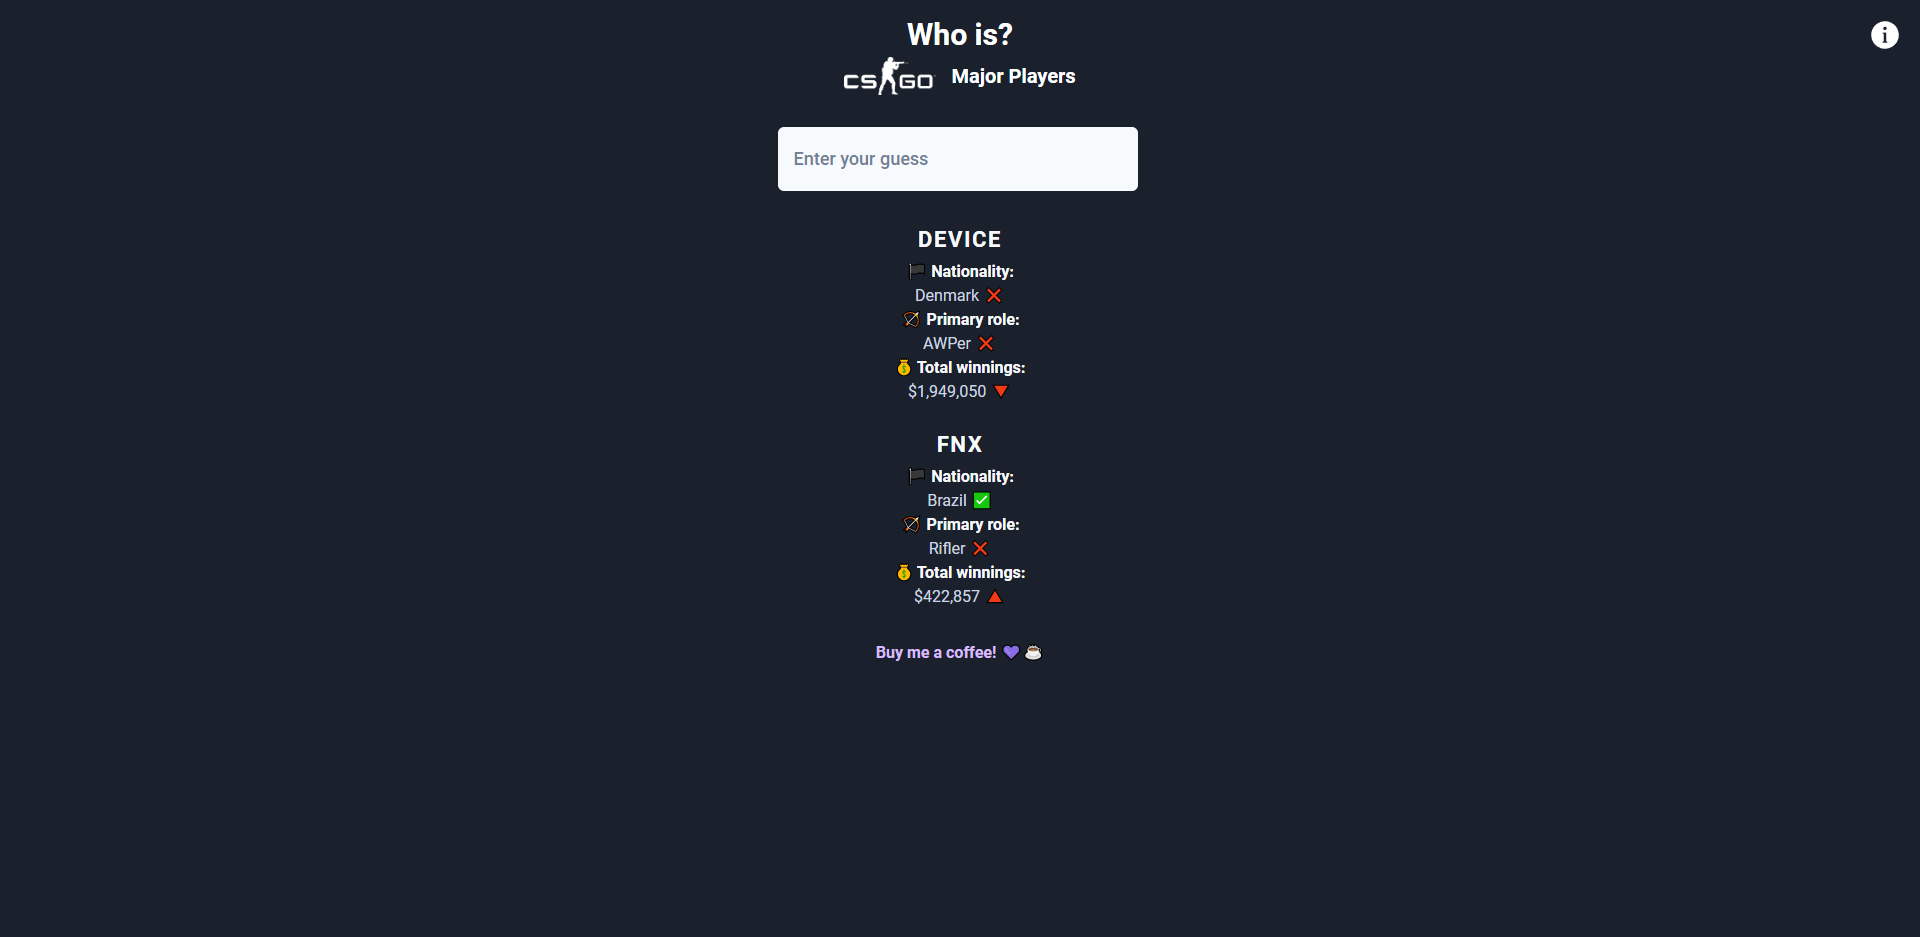 Who is?
CS GO Major Players
Enter your guess
DEVICE
Nationality:
Denmark
Primary role:
AWPer
Total winnings:
$1,949,050
FNX
Nationality:
Brazil
Primary role:
Rifler
Total winnings:
$422,857
Buy me a coffee!